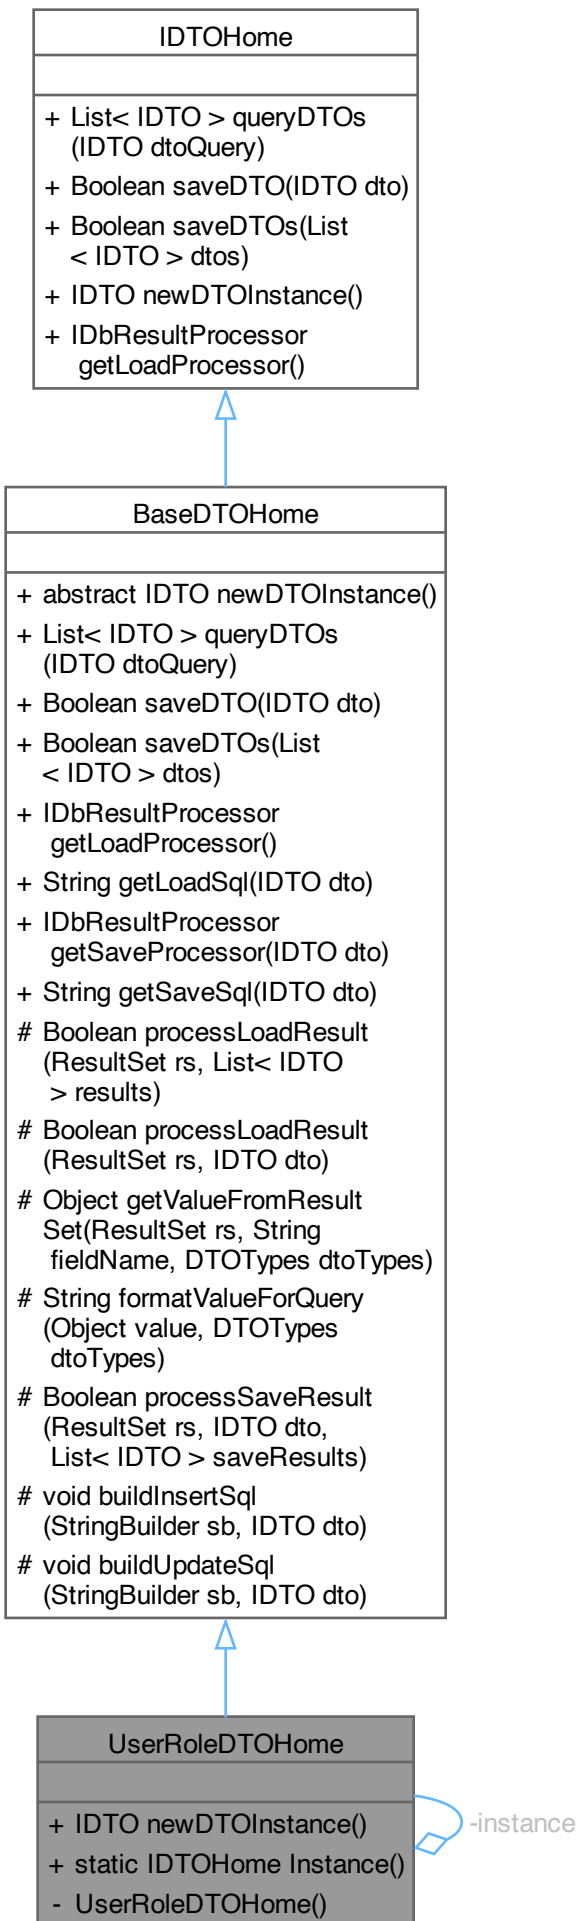 IDTOHome
+ List< IDTO > queryDTOs
(IDTO dtoQuery)
+ Boolean saveDTO(IDTO dto)
+ Boolean saveDTOs(List
< IDTO > dtos)
+ IDTO newDTOInstance()
+ IDbResultProcessor
getLoadProcessor()
BaseDTOHome
+ abstract IDTO newDTOInstance()
+ List< IDTO > queryDTOs
(IDTO dtoQuery)
+ Boolean saveDTO(IDTO dto)
+ Boolean saveDTOs(List
< IDTO > dtos)
+ IDbResultProcessor
getLoadProcessor()
+ String getLoadSql(IDTO dto)
+ IDbResultProcessor
getSaveProcessor(IDTO dto)
+ String getSaveSql(IDTO dto)
# Boolean processLoadResult
(ResultSet rs, List< IDTO
> results)
# Boolean processLoadResult
(ResultSet rs, IDTO dto)
# Object getValueFromResult
Set(ResultSet rs, String
fieldName, DTOTypes dtoTypes)
# String formatValueForQuery
(Object value, DTOTypes
dtoTypes)
# Boolean processSaveResult
(ResultSet rs, IDTO dto,
List< IDTO > saveResults)
# void buildInsertSql
(StringBuilder sb, IDTO dto)
# void buildUpdateSql
(StringBuilder sb, IDTO dto)
UserRoleDTOHome
+ IDTO newDTOInstance()
+ static IDTOHome Instance()
- UserRoleDTOHome()
-instance